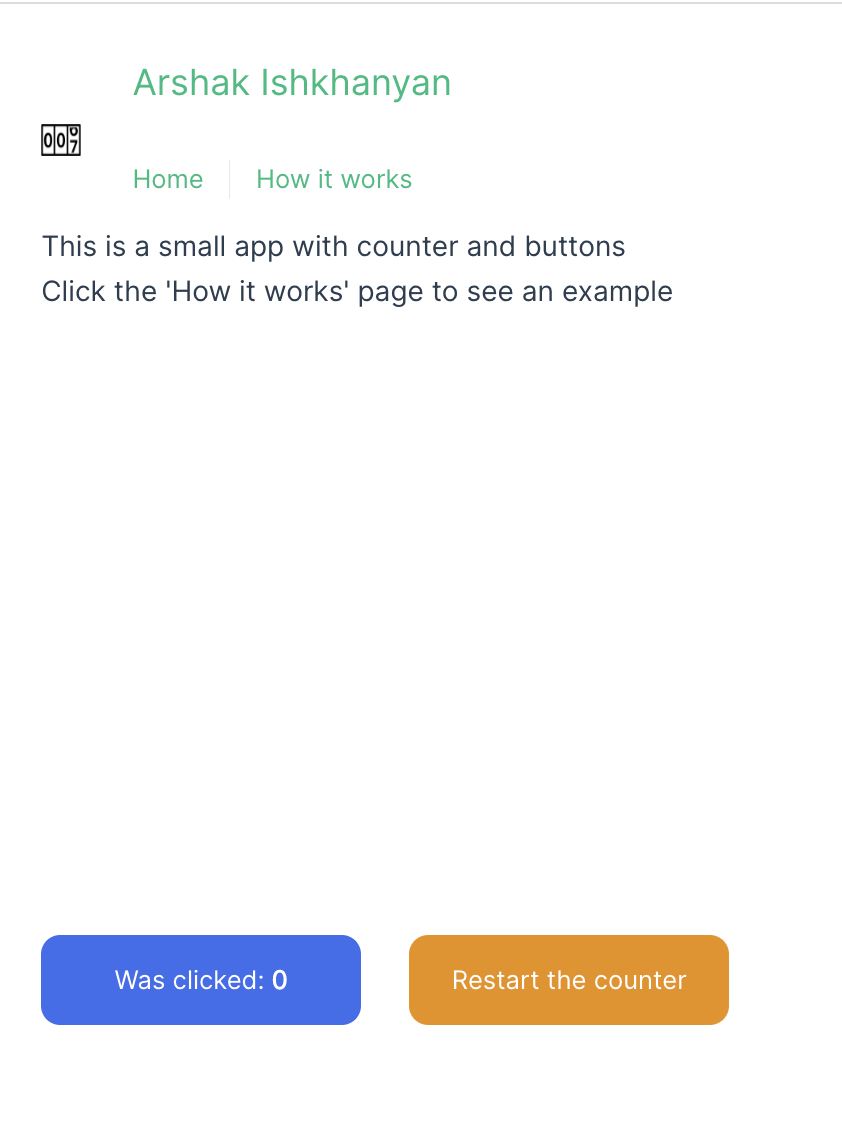 Arshak Ishkhanyan
007
Home
How it works
This is a small app with counter and buttons
Click the 'How it works' page to see an example
Was clicked: 0
Restart the counter